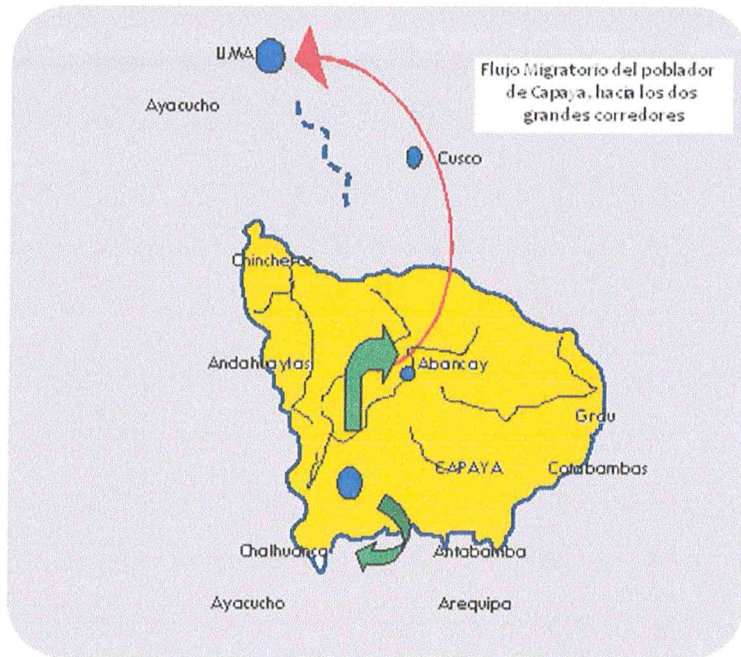 LIMA
Flujo Migratorio del poblador
de Capaya, hacia los dos
grandes corredores
Ayacucho
Cusco
Chincheros
Andahuaylas
Abancay
Grau
CAPAYA
Cotabambas
Chalhuanca
Antabamba
Ayacucho
Arequipa